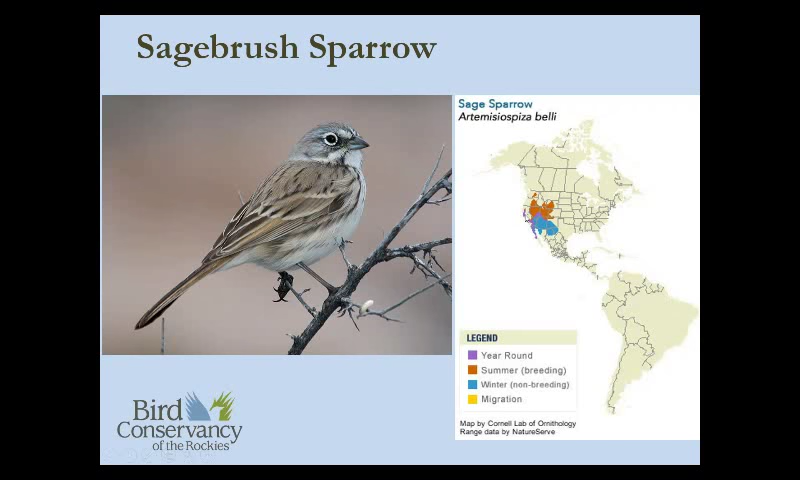 Sagebrush Sparrow
Sage Sparrow
Artemisiospiza belli
LEGEND
Year Round
Summer (breeding)
Winter (non-breeding)
Migration
Map by Cornell Lab of Ornithology
Range data by NatureServe
Bird
Conservancy
of the Rockies